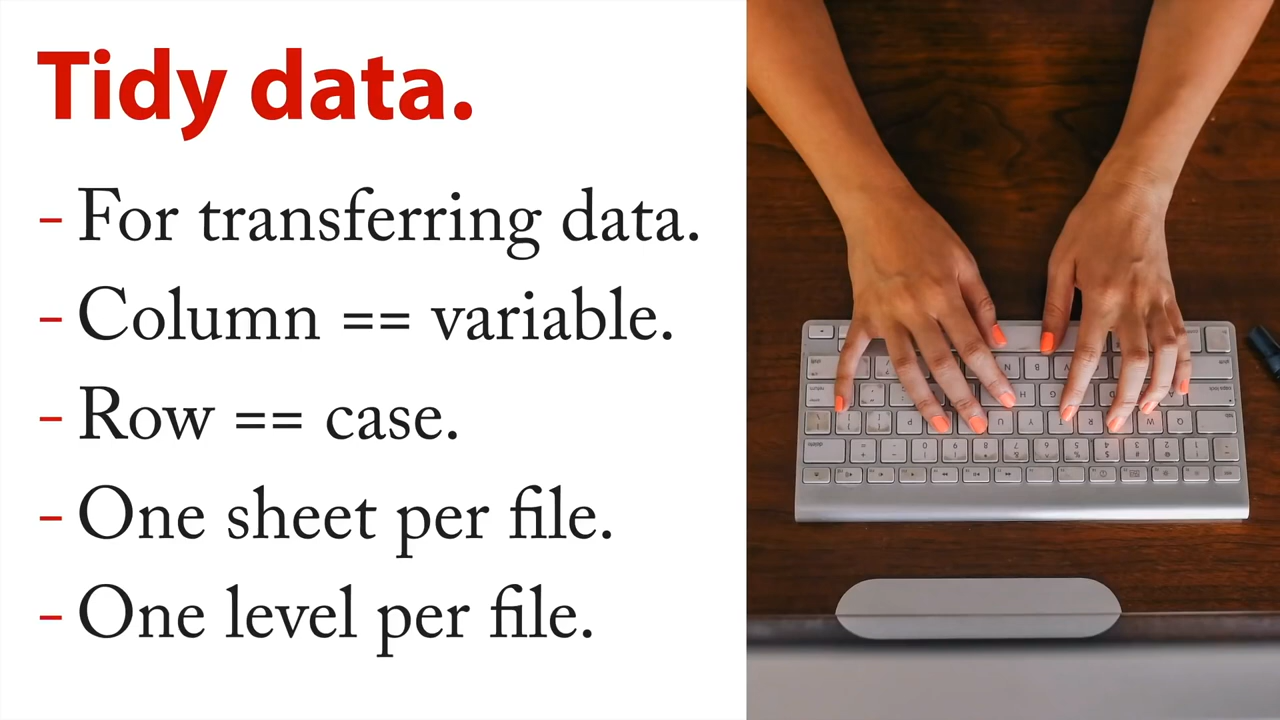 Tidy data.
- For transferring data.
- Column == variable.
- Row == case.
- One sheet per file.
- One level per file.